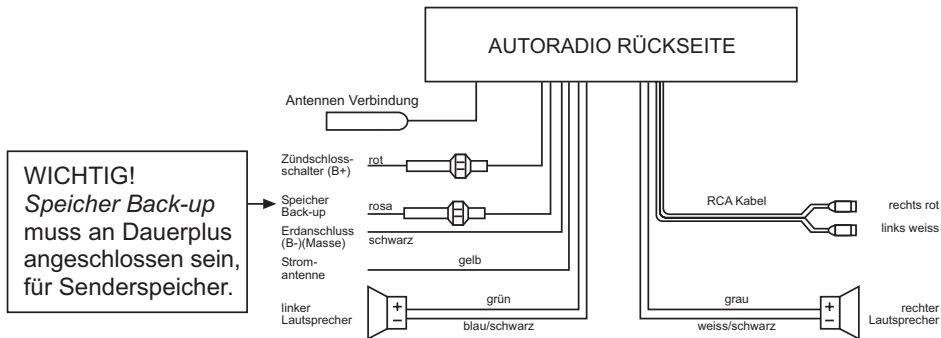 AUTORADIO RÜCKSEITE
Antennen Verbindung
Zündschloss-
schalter (B+)
rot
WICHTIG!
Speicher Back-up
muss an Dauerplus
angeschlossen sein,
für Senderspeicher.
Speicher
Back-up
rosa
Erdanschluss
(B-)(Masse)
schwarz
Strom-
antenne
gelb
linker
Lautsprecher
+
-
grün
blau/schwarz
RCA Kabel
rechts rot
links weiss
grau
weiss/schwarz
+
-
rechter
Lautsprecher